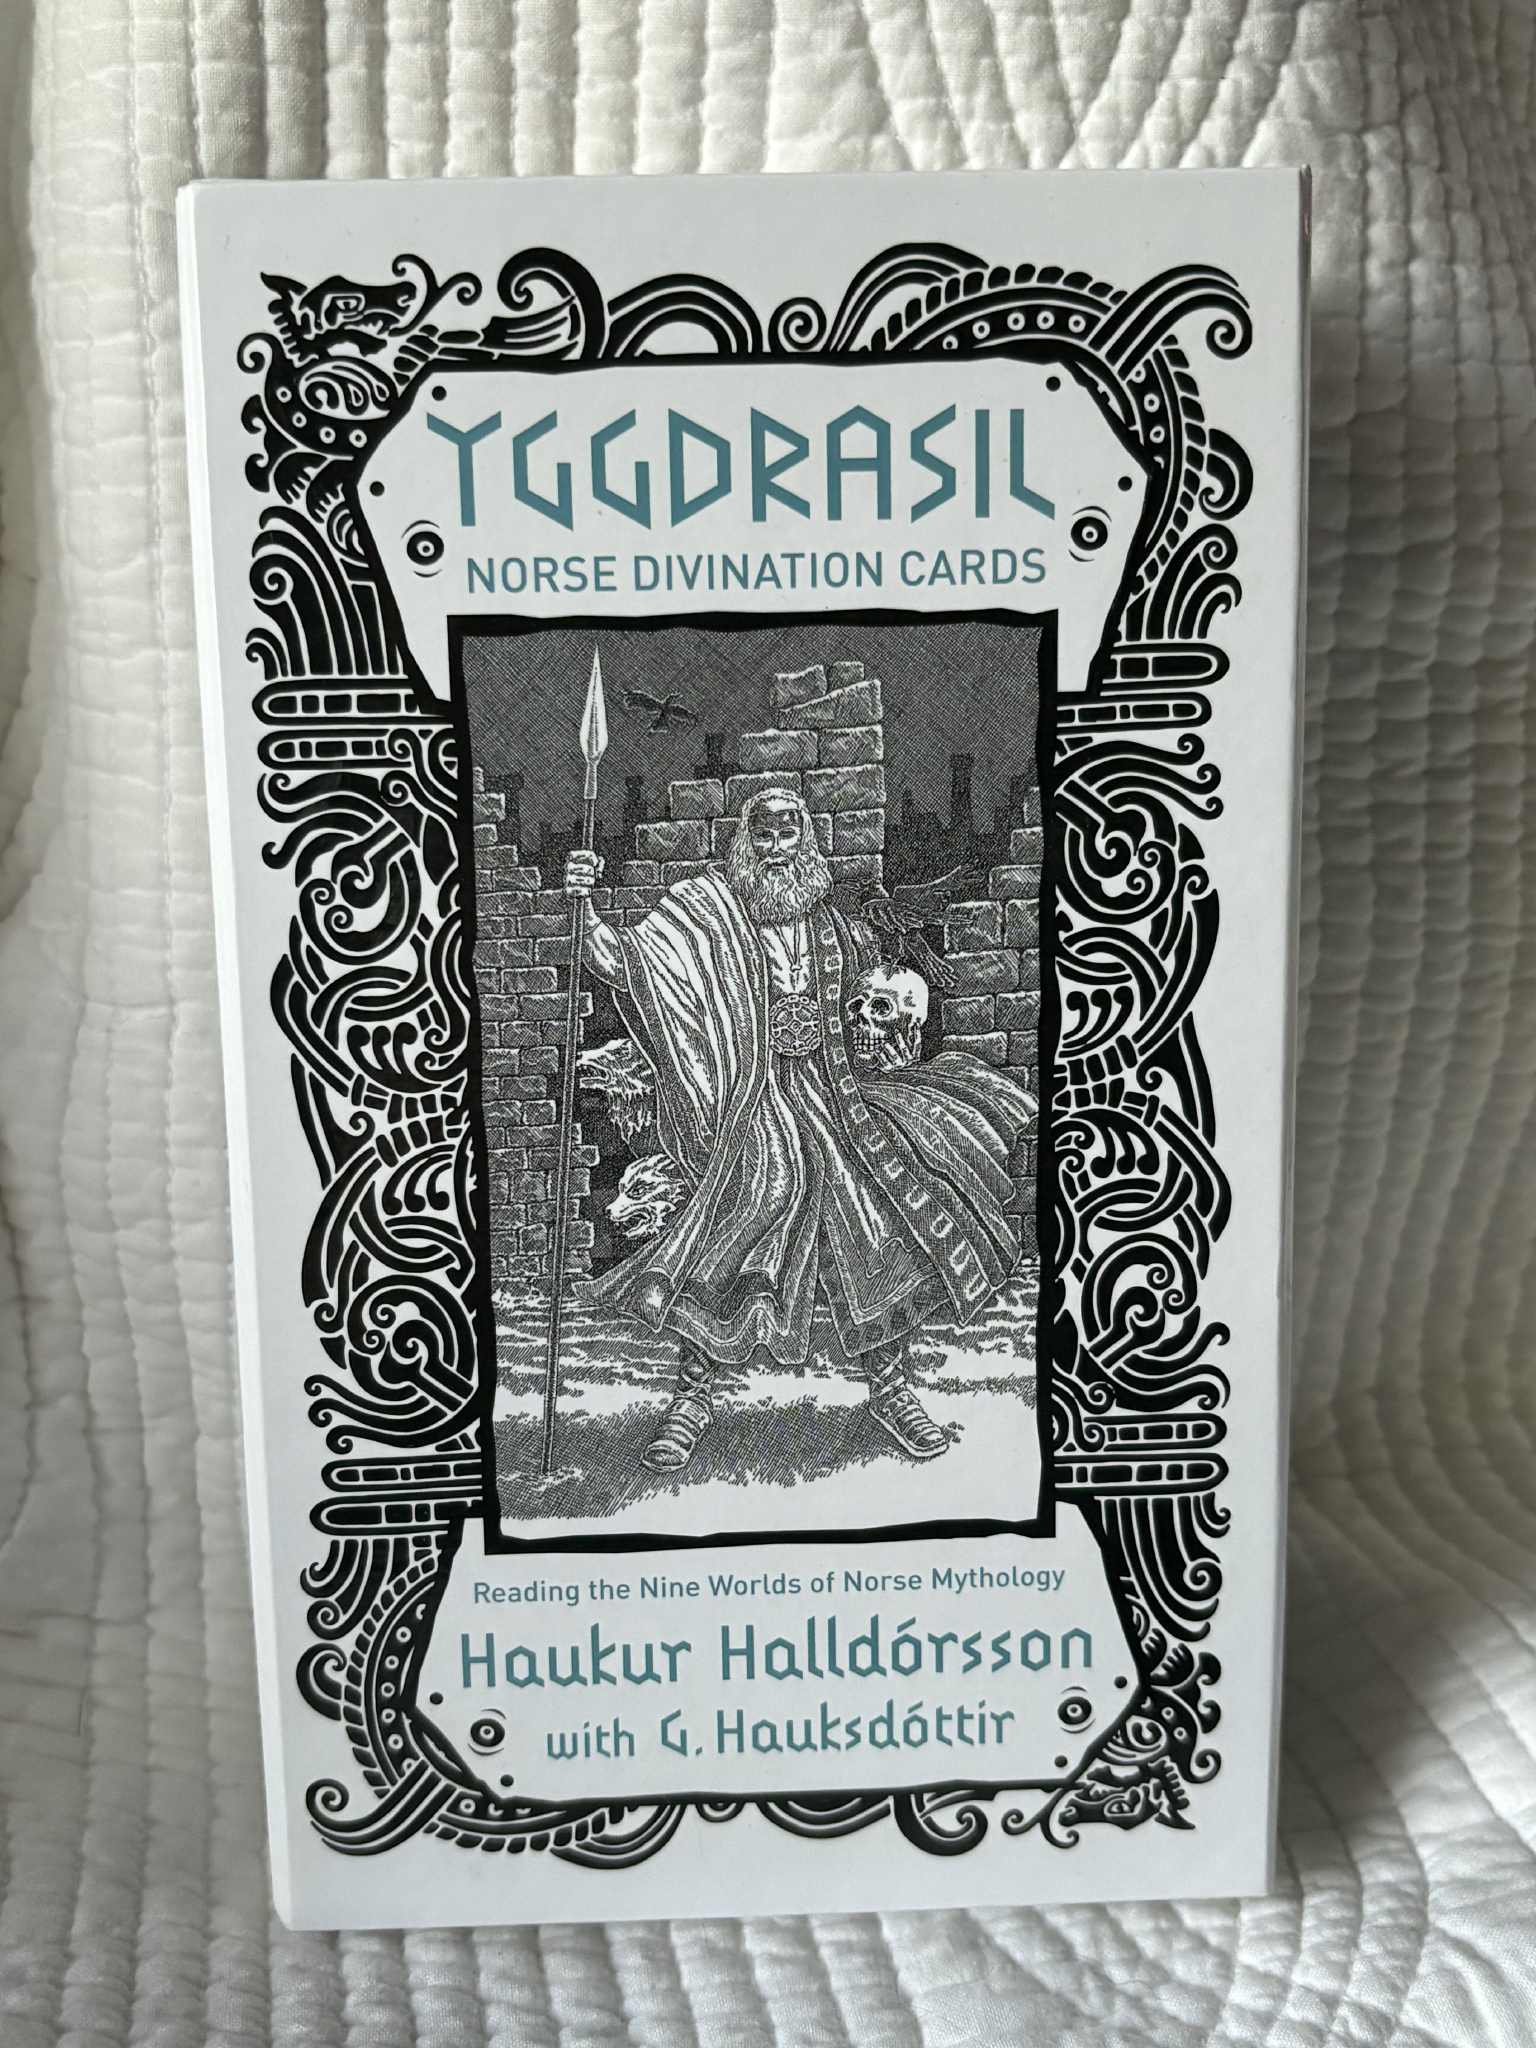 YGGDRASIL
NORSE DIVINATION CARDS
Reading the Nine Worlds of Norse Mythology
Haukur Halldórsson
with G. Hauksdóttir